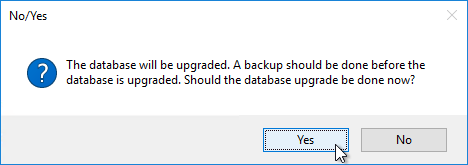 No/Yes
The database will be upgraded. A backup should be done before the
database is upgraded. Should the database upgrade be done now?
Yes
No